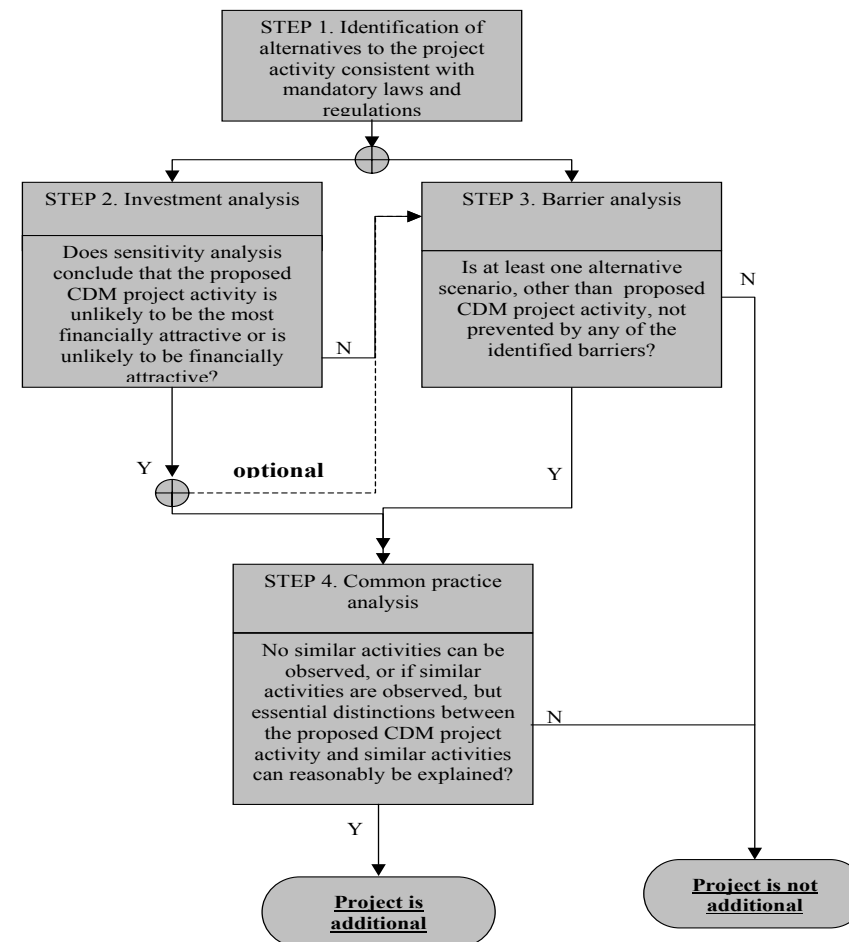 STEP 1. Identification of
alternatives to the project
activity consistent with
mandatory laws and
regulations
STEP 2. Investment analysis
Does sensitivity analysis
conclude that the proposed
CDM project activity is
unlikely to be the most
financially attractive or is
unlikely to be financially
attractive?
N
Y
optional
STEP 3. Barrier analysis
Is at least one alternative
scenario, other than proposed
CDM project activity, not
prevented by any of the
identified barriers?
N
Y
STEP 4. Common practice
analysis
No similar activities can be
observed, or if similar
activities are observed, but
essential distinctions between
the proposed CDM project
activity and similar activities
can reasonably be explained?
N
Y
Project is
additional
Project is not
additional